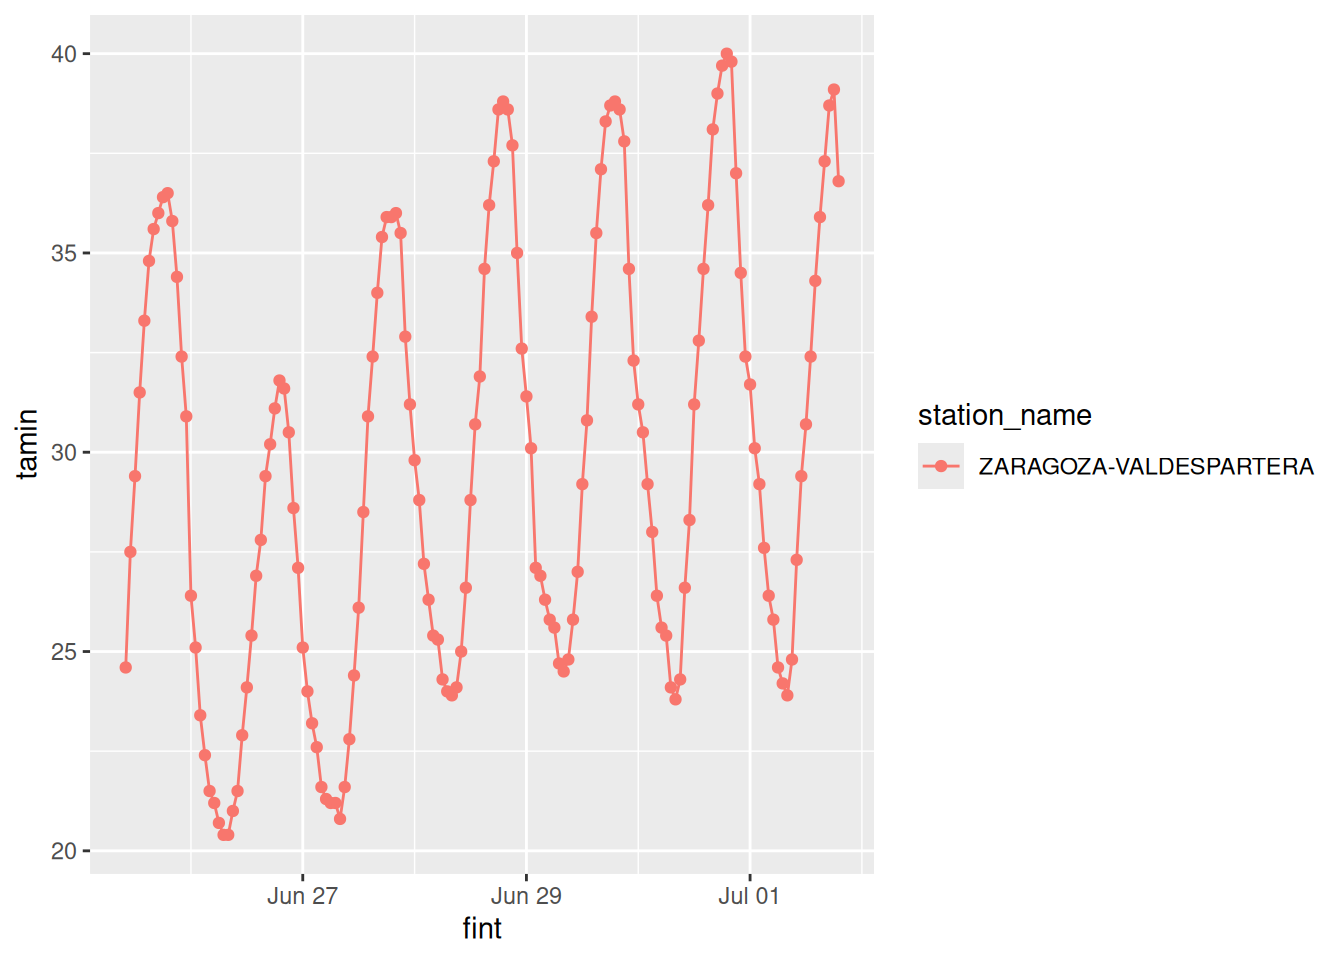 40
35
30
25
20
tamin
Jun 27
Jun 29
Jul 01
fint
station_name
ZARAGOZA-VALDESPARTERA